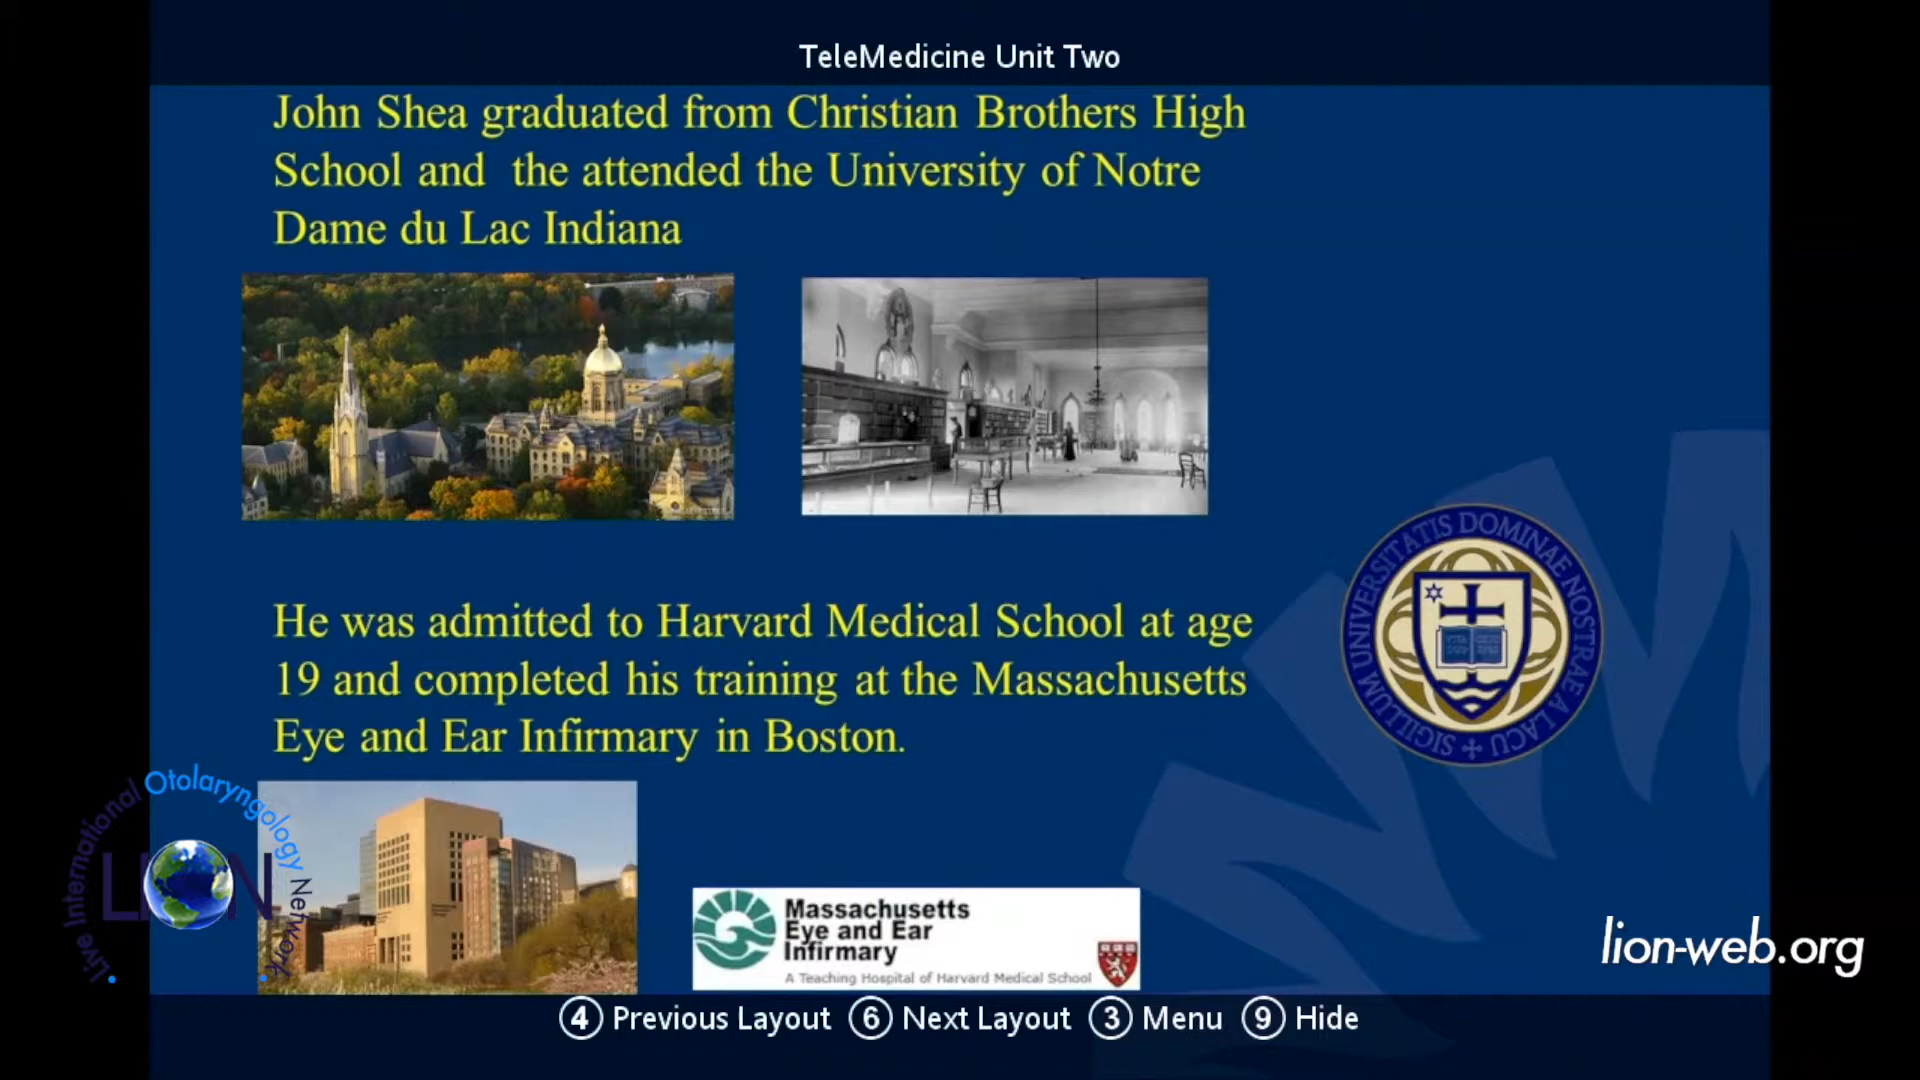 TeleMedicine Unit Two
John Shea graduated from Christian Brothers High
School and the attended the University of Notre
Dame du Lac Indiana
He was admitted to Harvard Medical School at age
19 and completed his training at the Massachusetts
Eye and Ear Infirmary in Boston.
SIGILLUM UNIVERSITATIS DOMINAE NOSTRAE A LACU
VITA
Live International Otolaryngology Network
LION
Massachusetts
Eye and Ear
Infirmary
A Teaching Hospital of Harvard Medical School
lion-web.org
4 Previous Layout 6 Next Layout 3 Menu 9 Hide